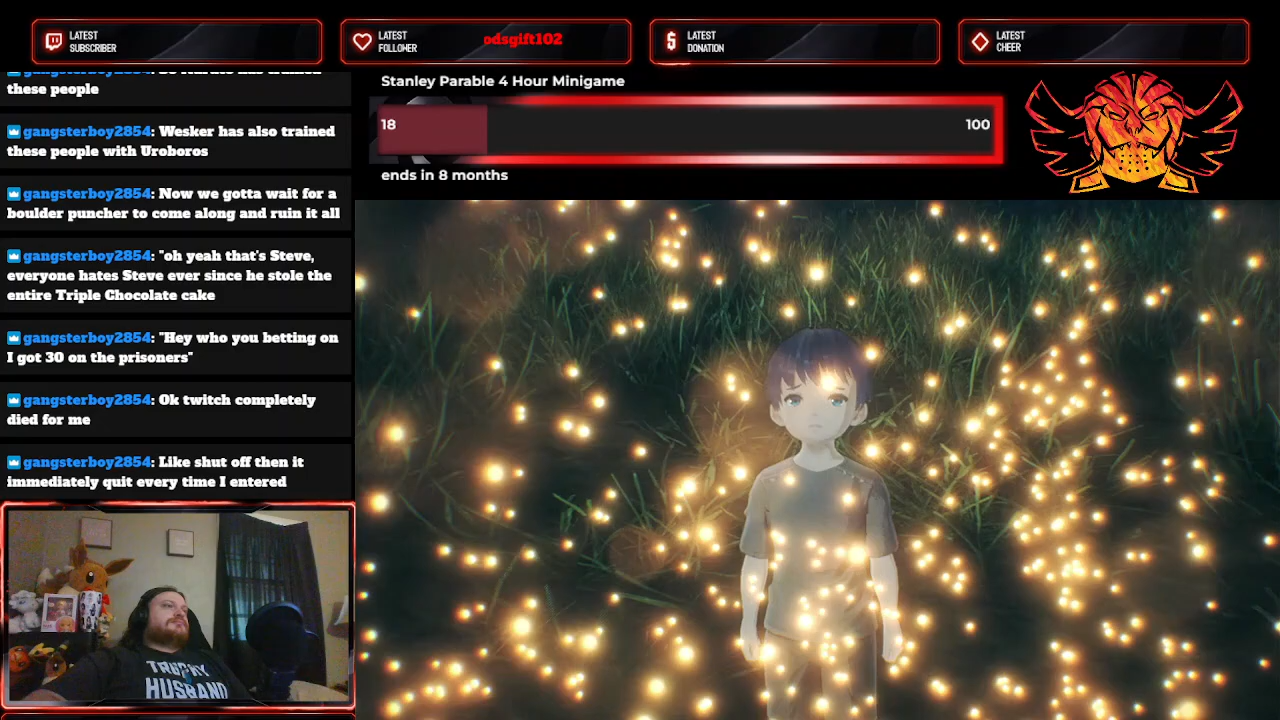 LATEST
SUBSCRIBER
LATEST
FOLLOWER
odsgift102
LATEST
DONATION
LATEST
CHEER
these people
gangsterboy2854: Wesker has also trained
these people with Uroboros
gangsterboy2854: Now we gotta wait for a
boulder puncher to come along and ruin it all
gangsterboy2854: "oh yeah that's Steve,
everyone hates Steve ever since he stole the
entire Triple Chocolate cake
gangsterboy2854: "Hey who you betting on
I got 30 on the prisoners"
gangsterboy2854: Ok twitch completely
died for me
gangsterboy2854: Like shut off then it
immediately quit every time I entered
Stanley Parable 4 Hour Minigame
18
100
ends in 8 months
HUSBAND